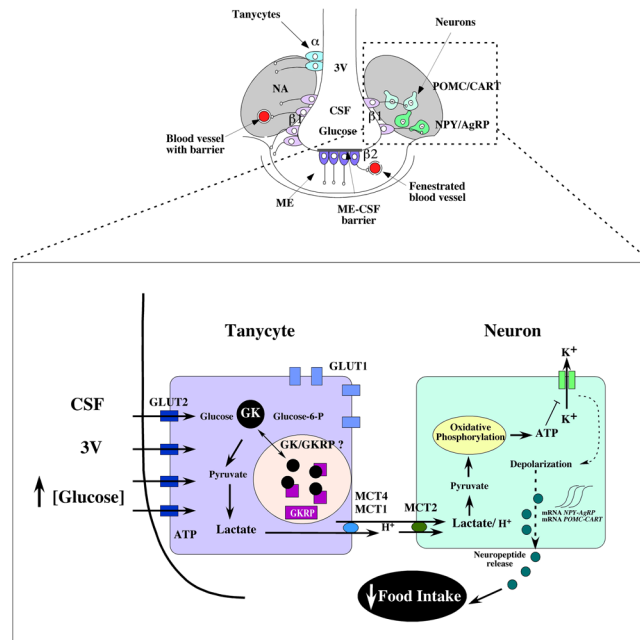 Tanycytes
Neurons
α
3V
NA
POMC/CART
β1
CSF
β1
Glucose
NPY/AgRP
Blood vessel
with barrier
β2
Fenestrated
blood vessel
ME
ME-CSF
barrier
Tanycyte
Neuron
K+
GLUT1
CSF
GLUT2
Glucose
GK
Glucose-6-P
K+
Oxidative
Phosphorylation
ATP
3V
GK/GKRP ?
Depolarization
Pyruvate
Pyruvate
[Glucose]
MCT4
MCT1
MCT2
GKRP
mRNA NPY-AgRP
mRNA POMC-CART
ATP
Lactate
H+
Lactate/ H+
Neuropeptide
release
Food Intake